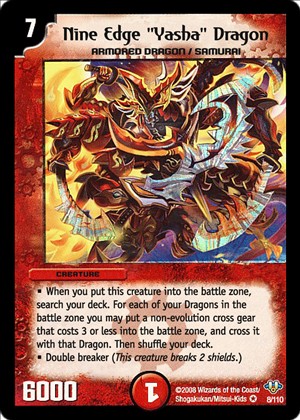 7
Nine Edge "Yasha" Dragon
ARMORED DRAGON / SAMURAI
CREATURE
▪ When you put this creature into the battle zone,
search your deck. For each of your Dragons in the
battle zone you may put a non-evolution cross gear
that costs 3 or less into the battle zone, and cross it
with that Dragon. Then shuffle your deck.
▪ Double breaker (This creature breaks 2 shields.)
6000
1
©2008 Wizards of the Coast/
Shogakukan/Mitsui-Kids
8/110